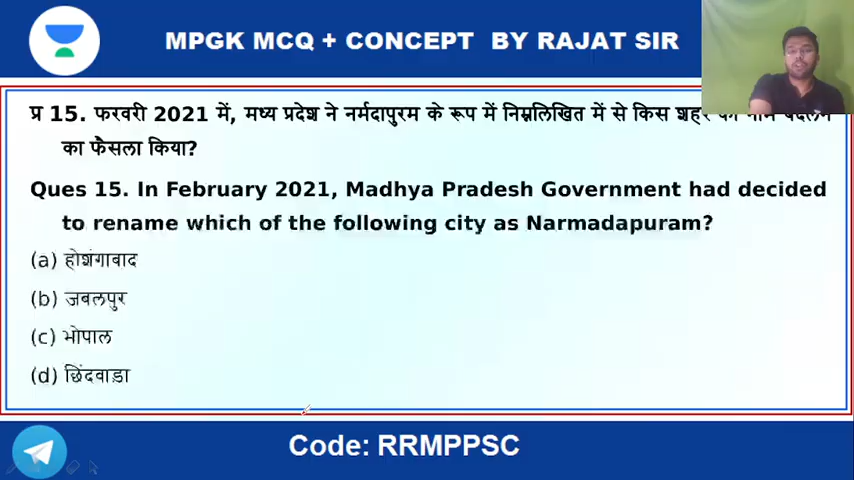 MPGK MCQ + CONCEPT BY RAJAT SIR
प्र 15. फरवरी 2021 में, मध्य प्रदेश ने नर्मदापुरम के रूप में निम्नलिखित में से किस शहर का नाम बदलने
का फैसला किया?
Ques 15. In February 2021, Madhya Pradesh Government had decided
to rename which of the following city as Narmadapuram?
(a) होशंगाबाद
(b) जबलपुर
(c) भोपाल
(d) छिंदवाड़ा
Code: RRMPPSC